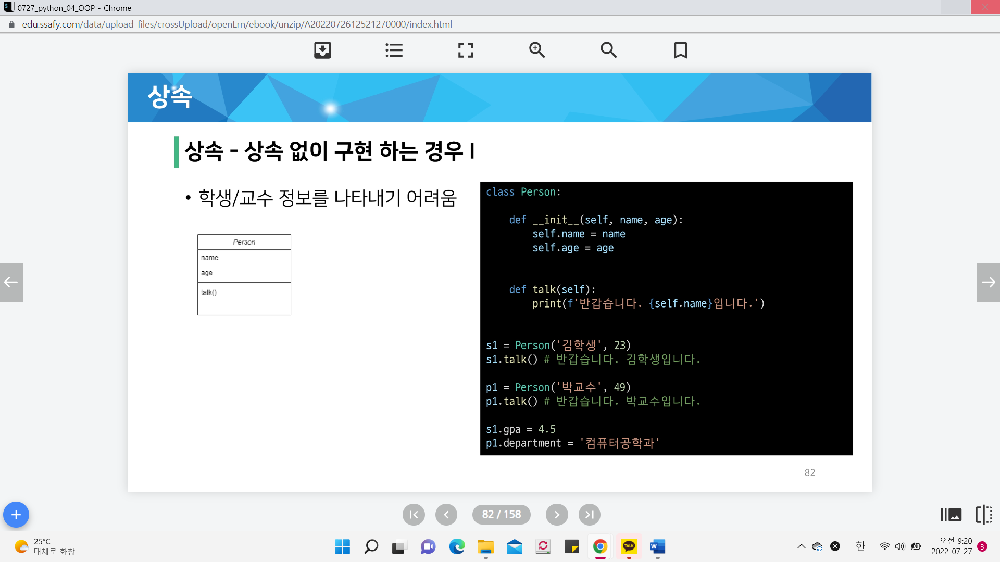 0727_python_04_OOP - Chrome
edu.ssafy.com/data/upload_files/crossUpload/openLrn/ebook/unzip/A2022072612521270000/index.html
상속
상속 - 상속 없이 구현 하는 경우 I
• 학생/교수 정보를 나타내기 어려움
Person
name
age
talk()
class Person:
    def __init__(self, name, age):
        self.name = name
        self.age = age
    def talk(self):
        print(f'반갑습니다. {self.name}입니다.')
s1 = Person('김학생', 23)
s1.talk() # 반갑습니다. 김학생입니다.
p1 = Person('박교수', 49)
p1.talk() # 반갑습니다. 박교수입니다.
s1.gpa = 4.5
p1.department = '컴퓨터공학과'
82
82 / 158
25°C
대체로 화창
TALK
W
한
오전 9:20
2022-07-27
3